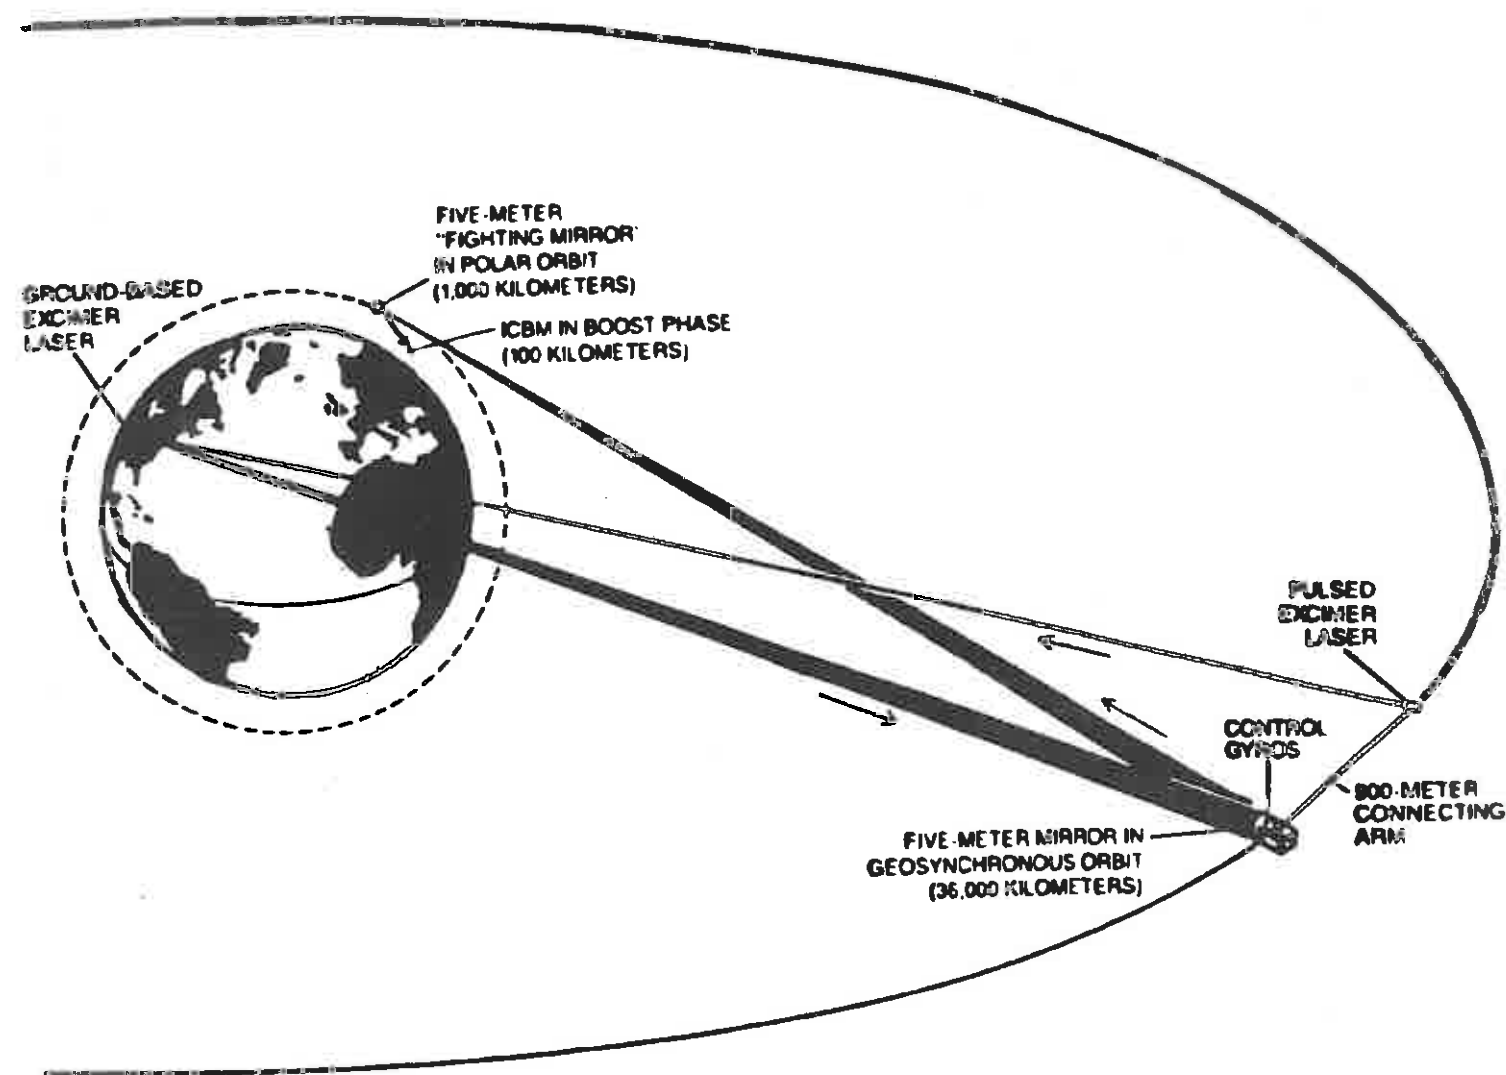 FIVE-METER
"FIGHTING MIRROR"
IN POLAR ORBIT
(1,000 KILOMETERS)
GROUND-BASED
EXCIMER
LASER
ICBM IN BOOST PHASE
(100 KILOMETERS)
PULSED
EXCIMER
LASER
CONTROL
GYROS
900-METER
CONNECTING
ARM
FIVE-METER MIRROR IN
GEOSYNCHRONOUS ORBIT
(36,000 KILOMETERS)